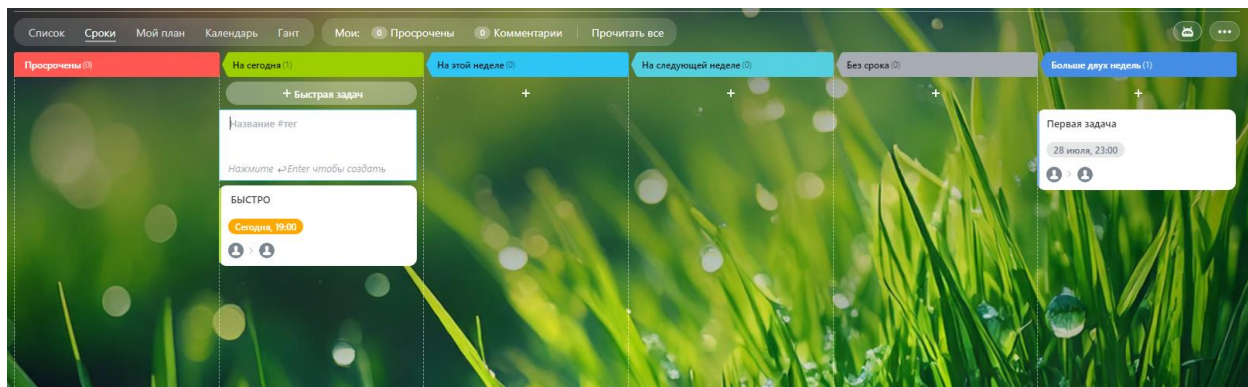 Список Сроки Мой план Календарь Гант Мои: 0 Просрочены 0 Комментарии Прочитать все
Просрочены (0) На сегодня (1) На этой неделе (0) На следующей неделе (0) Без срока (0) Больше двух недель (1)
+ Быстрая задач + + + +
Название #тег
Нажмите ↵Enter чтобы создать
БЫСТРО
Сегодня, 19:00
Первая задача
28 июля, 23:00